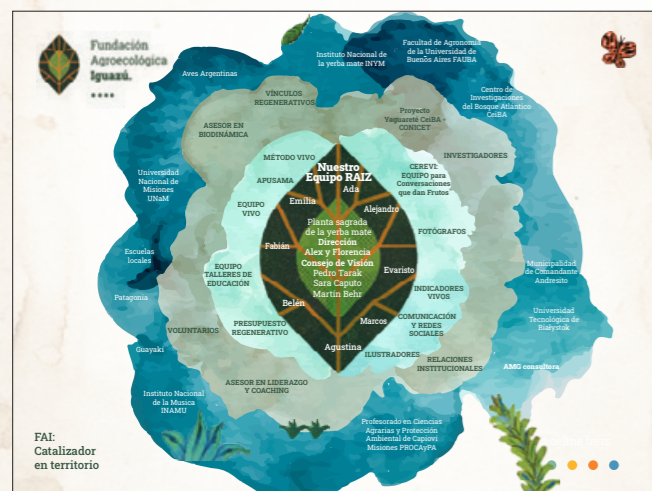 Fundación
Agroecológica
Iguazú.
Aves Argentinas
Instituto Nacional de
la yerba mate INYM
Facultad de Agronomía
de la Universidad de
Buenos Aires FAUBA
Centro de
Investigaciones
del Bosque Atlántico
CeiBA
VÍNCULOS
REGENERATIVOS
ASESOR EN
BIODINÁMICA
Proyecto
Yaguareté CeiBA -
CONICET
INVESTIGADORES
Universidad
Nacional de
Misiones
UNaM
MÉTODO VIVO
APUSAMA
EQUIPO
VIVO
Nuestro
Equipo RAIZ
Ada
Emilia
Alejandro
CEREVE
EQUIPO para
Conversaciones
que dan Frutos
FOTÓGRAFOS
Planta sagrada
de la yerba mate
Dirección
Alex y Florencia
Consejo de Visión
Pedro Tarak
Sara Caputo
Martín Behr
Fabián
Evaristo
Belén
Marcos
Agustina
Escuelas
locales
EQUIPO
TALLERES DE
EDUCACIÓN
Patagonia
INDICADORES
VIVOS
Municipalidad
de Comandante
Andresito
PRESUPUESTO
REGENERATIVO
COMUNICACIÓN
Y REDES
SOCIALES
Universidad
Tecnológica de
Bialystok
VOLUNTARIOS
Guayaki
ILUSTRADORES
RELACIONES
INSTITUCIONALES
AMG consultora
ASESOR EN LIDERAZGO
Y COACHING
Instituto Nacional
de la Musica
INAMU
Profesorado en Ciencias
Agrarias y Protección
Ambiental de Capioví
Misiones PROCAyPA
FAI:
Catalizador
en territorio